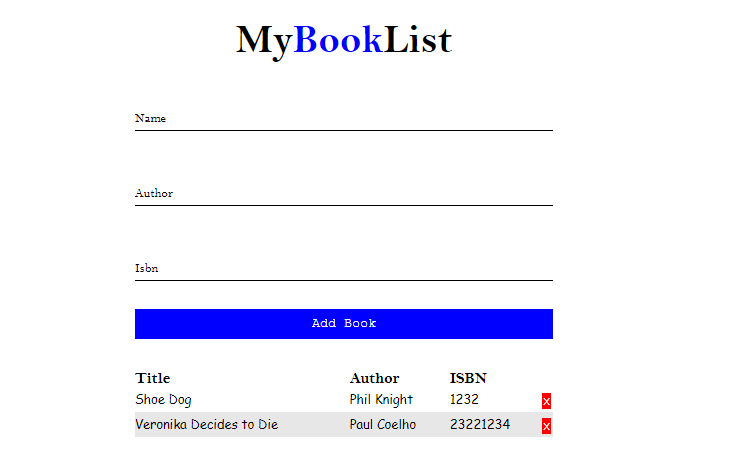 MyBookList
Name
Author
Isbn
Add Book
Title Author ISBN
Shoe Dog Phil Knight 1232 x
Veronika Decides to Die Paul Coelho 23221234 x